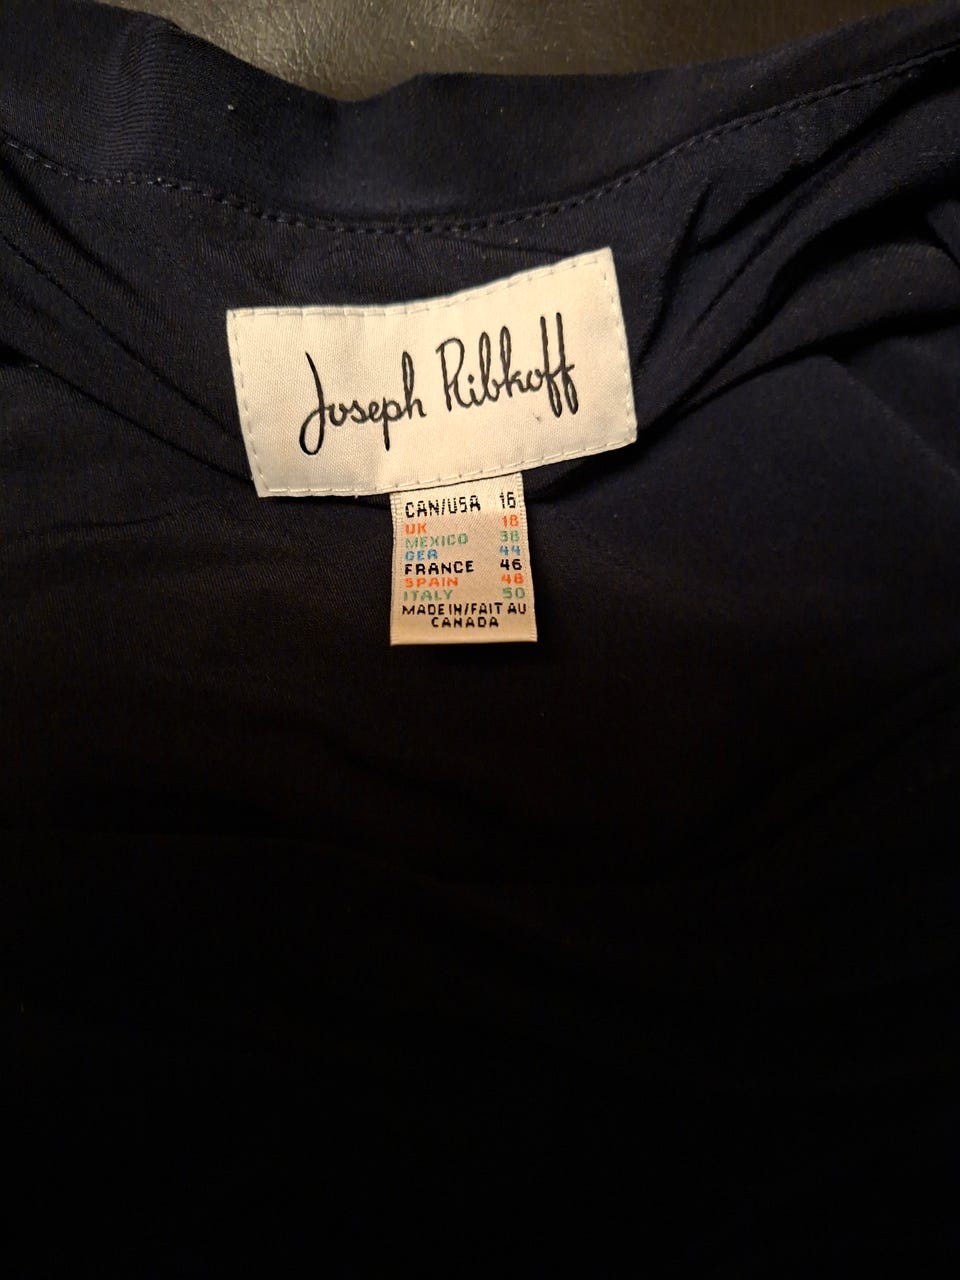 Joseph Ribkoff
CAN/USA 16
UK 18
MEXICO 38
GER 44
FRANCE 46
SPAIN 48
ITALY 50
MADE IN/FAIT AU
CANADA